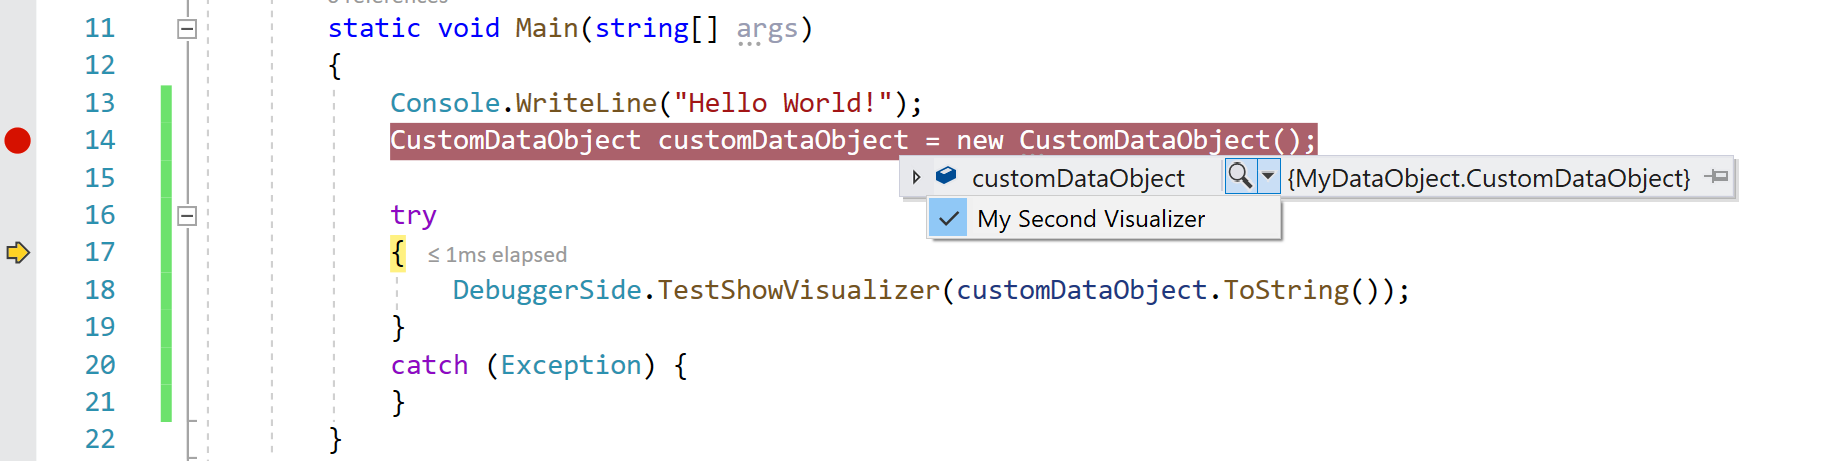 11 static void Main(string[] args)
12 {
13 Console.WriteLine("Hello World!");
14 CustomDataObject customDataObject = new CustomDataObject();
15 customDataObject {MyDataObject.CustomDataObject}
16 try My Second Visualizer
17 { ≤ 1ms elapsed
18 DebuggerSide.TestShowVisualizer(customDataObject.ToString());
19 }
20 catch (Exception) {
21 }
22 }